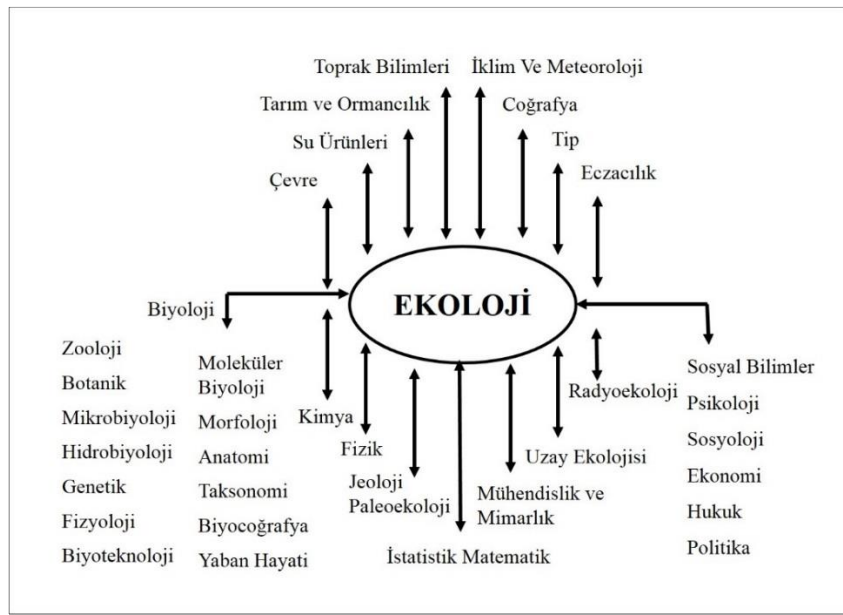 Toprak Bilimleri
İklim Ve Meteoroloji
Tarım ve Ormancılık
Coğrafya
Su Ürünleri
Tip
Çevre
Eczacılık
EKOLOJİ
Biyoloji
Zooloji
Botanik
Mikrobiyoloji
Hidrobiyoloji
Genetik
Fizyoloji
Biyoteknoloji
Moleküler
Biyoloji
Morfoloji
Anatomi
Taksonomi
Biyocoğrafya
Yaban Hayati
Kimya
Fizik
Jeoloji
Paleoekoloji
İstatistik Matematik
Mühendislik ve
Mimarlık
Uzay Ekolojisi
Radyoekoloji
Sosyal Bilimler
Psikoloji
Sosyoloji
Ekonomi
Hukuk
Politika